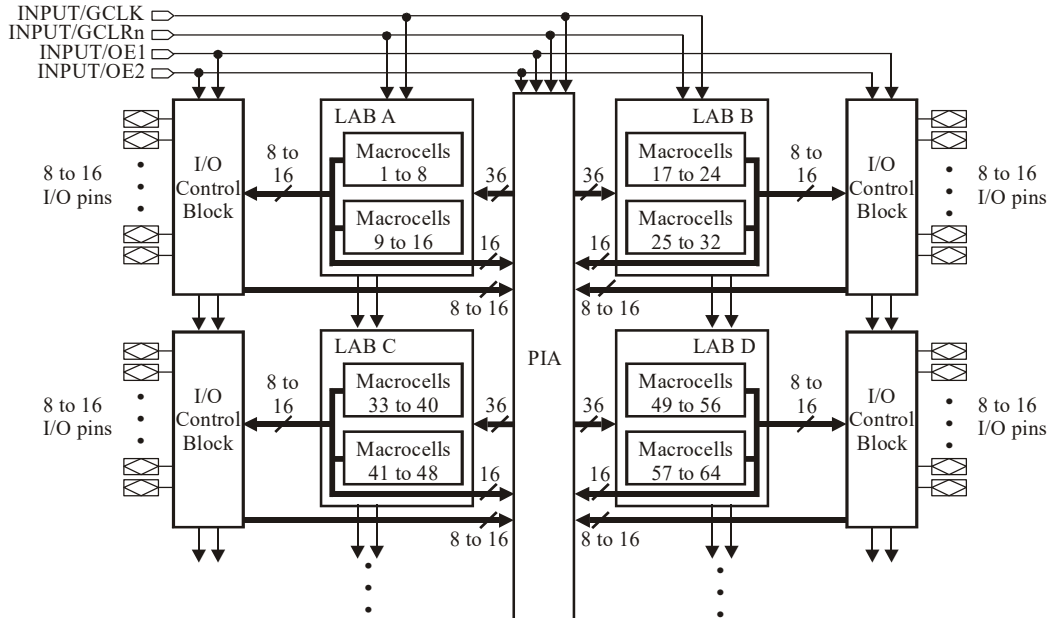 INPUT/GCLK
INPUT/GCLRn
INPUT/OE1
INPUT/OE2
LAB A
LAB B
8 to 16
I/O pins
I/O
Control
Block
8 to
16
Macrocells
1 to 8
36
Macrocells
9 to 16
16
8 to 16
36
Macrocells
17 to 24
Macrocells
25 to 32
16
8 to 16
8 to
16
I/O
Control
Block
8 to 16
I/O pins
PIA
LAB C
LAB D
8 to 16
I/O pins
I/O
Control
Block
8 to
16
Macrocells
33 to 40
36
Macrocells
41 to 48
16
8 to 16
36
Macrocells
49 to 56
Macrocells
57 to 64
16
8 to 16
8 to
16
I/O
Control
Block
8 to 16
I/O pins